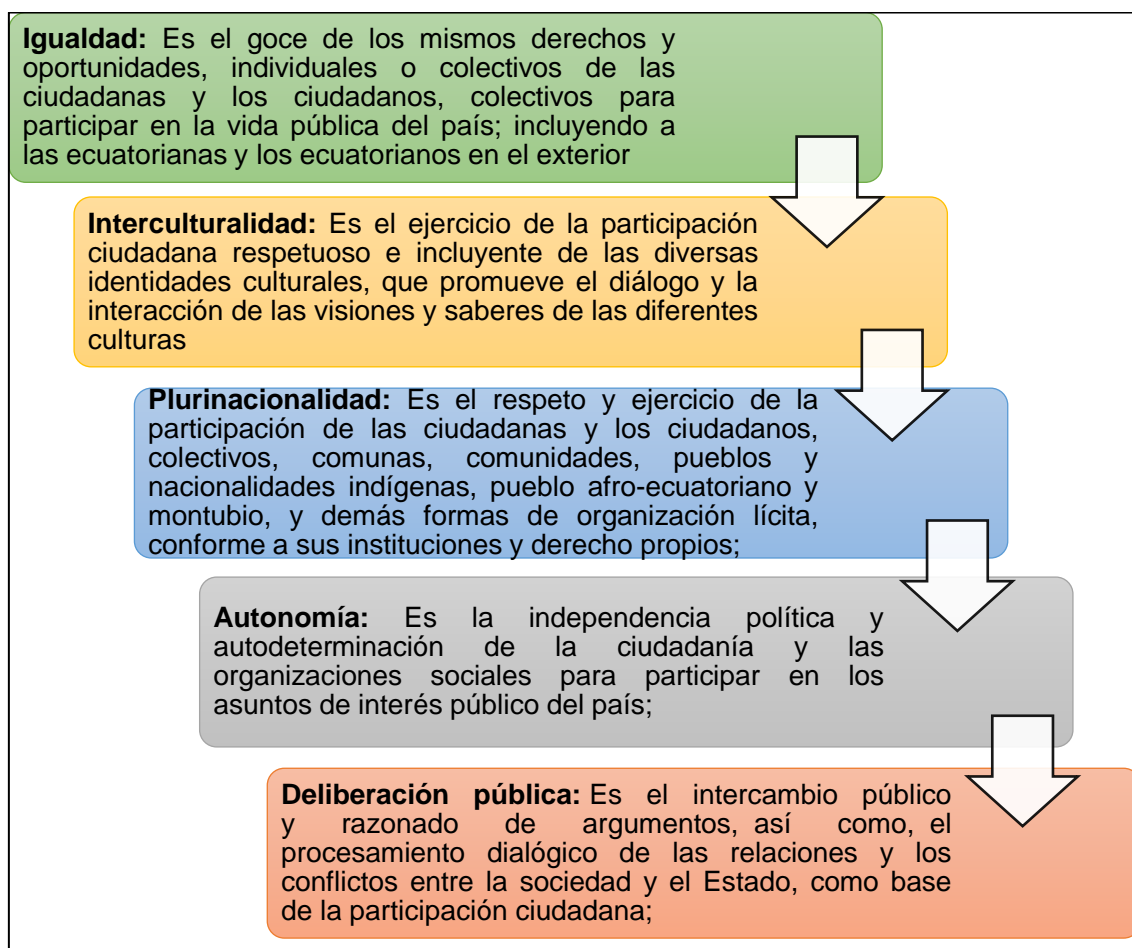 Igualdad: Es el goce de los mismos derechos y
oportunidades, individuales o colectivos de las
ciudadanas y los ciudadanos, colectivos para
participar en la vida pública del país; incluyendo a
las ecuatorianas y los ecuatorianos en el exterior
Interculturalidad: Es el ejercicio de la participación
ciudadana respetuoso e incluyente de las diversas
identidades culturales, que promueve el diálogo y la
interacción de las visiones y saberes de las diferentes
culturas
Plurinacionalidad: Es el respeto y ejercicio de la
participación de las ciudadanas y los ciudadanos,
colectivos, comunas, comunidades, pueblos y
nacionalidades indígenas, pueblo afro-ecuatoriano y
montubio, y demás formas de organización lícita,
conforme a sus instituciones y derecho propios;
Autonomía: Es la independencia política y
autodeterminación de la ciudadanía y las
organizaciones sociales para participar en los
asuntos de interés público del país;
Deliberación pública: Es el intercambio público
y razonado de argumentos, así como, el
procesamiento dialógico de las relaciones y los
conflictos entre la sociedad y el Estado, como base
de la participación ciudadana;